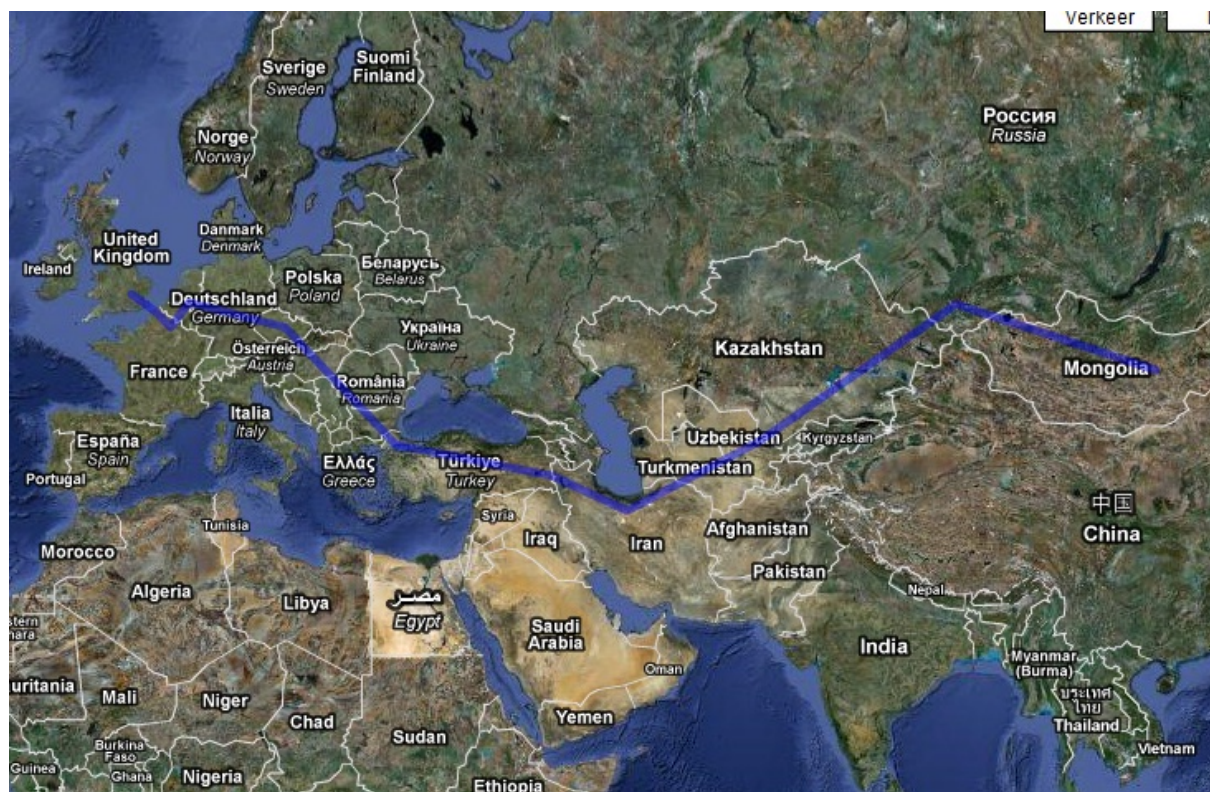 Verkeer
Suomi
Finland
Sverige
Sweden
Россия
Russia
Norge
Norway
Danmark
Denmark
United
Kingdom
Ireland
Беларусь
Belarus
Polska
Poland
Deutschland
Germany
Україна
Ukraine
Österreich
Austria
France
Kazakhstan
Mongolia
România
Romania
Italia
Italy
España
Spain
Portugal
Ελλάς
Greece
Türkiye
Turkey
Uzbekistan
Kyrgyzstan
Turkmenistan
中国
China
Tunisia
Syria
Iraq
Iran
Afghanistan
Pakistan
Morocco
Algeria
Libya
مصر
Egypt
Nepal
Saudi
Arabia
Oman
India
Myanmar
(Burma)
ประเทศ
ไทย
Thailand
Vietnam
uritania
Mali
Niger
Chad
Sudan
Yemen
Burkina
Faso
Guinea
Ghana
Nigeria
Ethiopia